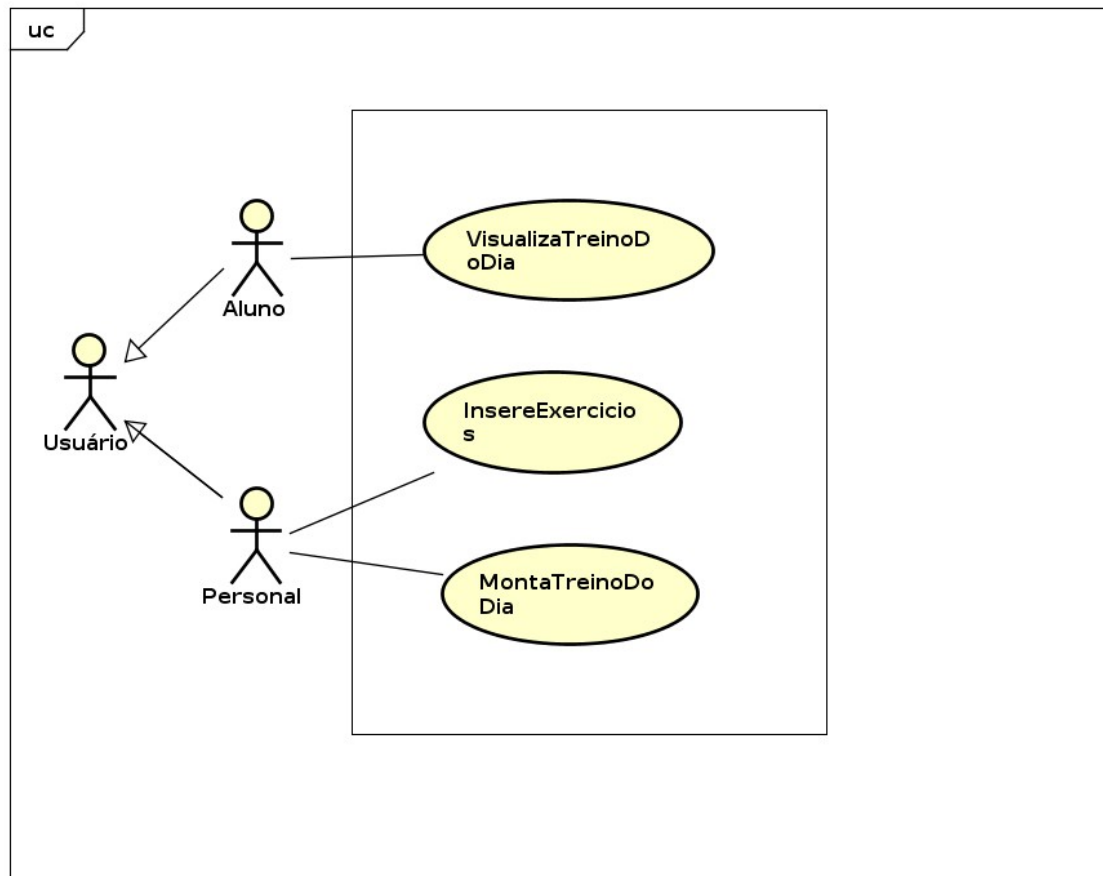 uc
VisualizaTreinoD
oDia
Aluno
InsereExercicio
s
Usuário
MontaTreinoDo
Dia
Personal